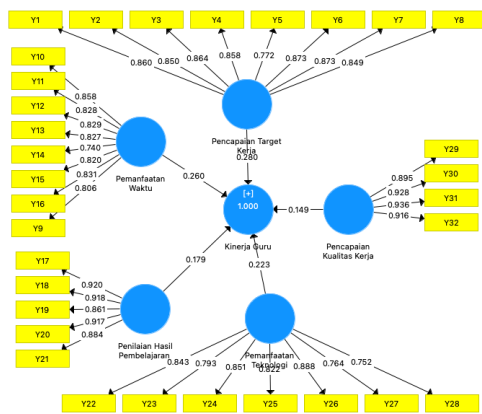 Y1 Y2 Y3 Y4 Y5 Y6 Y7 Y8
0.860 0.850 0.864 0.858 0.772 0.873 0.873 0.849
Pencapaian Target
Kerja
0.280
Y10
Y11
Y12
Y13
Y14
Y15
Y16
Y9
0.858
0.828
0.829
0.827
0.740
0.820
0.831
0.806
Pemanfaatan
Waktu
0.260
[+]
1.000
Kinerja Guru
0.149
Y29
Y30
Y31
Y32
0.895
0.928
0.936
0.916
Pencapaian
Kualitas Kerja
Y17
Y18
Y19
Y20
Y21
0.920
0.918
0.861
0.917
0.884
Penilaian Hasil
Pembelajaran
0.179
0.223
Pemanfaatan
Teknologi
0.843 0.793 0.851 0.822 0.888 0.764 0.752
Y22 Y23 Y24 Y25 Y26 Y27 Y28